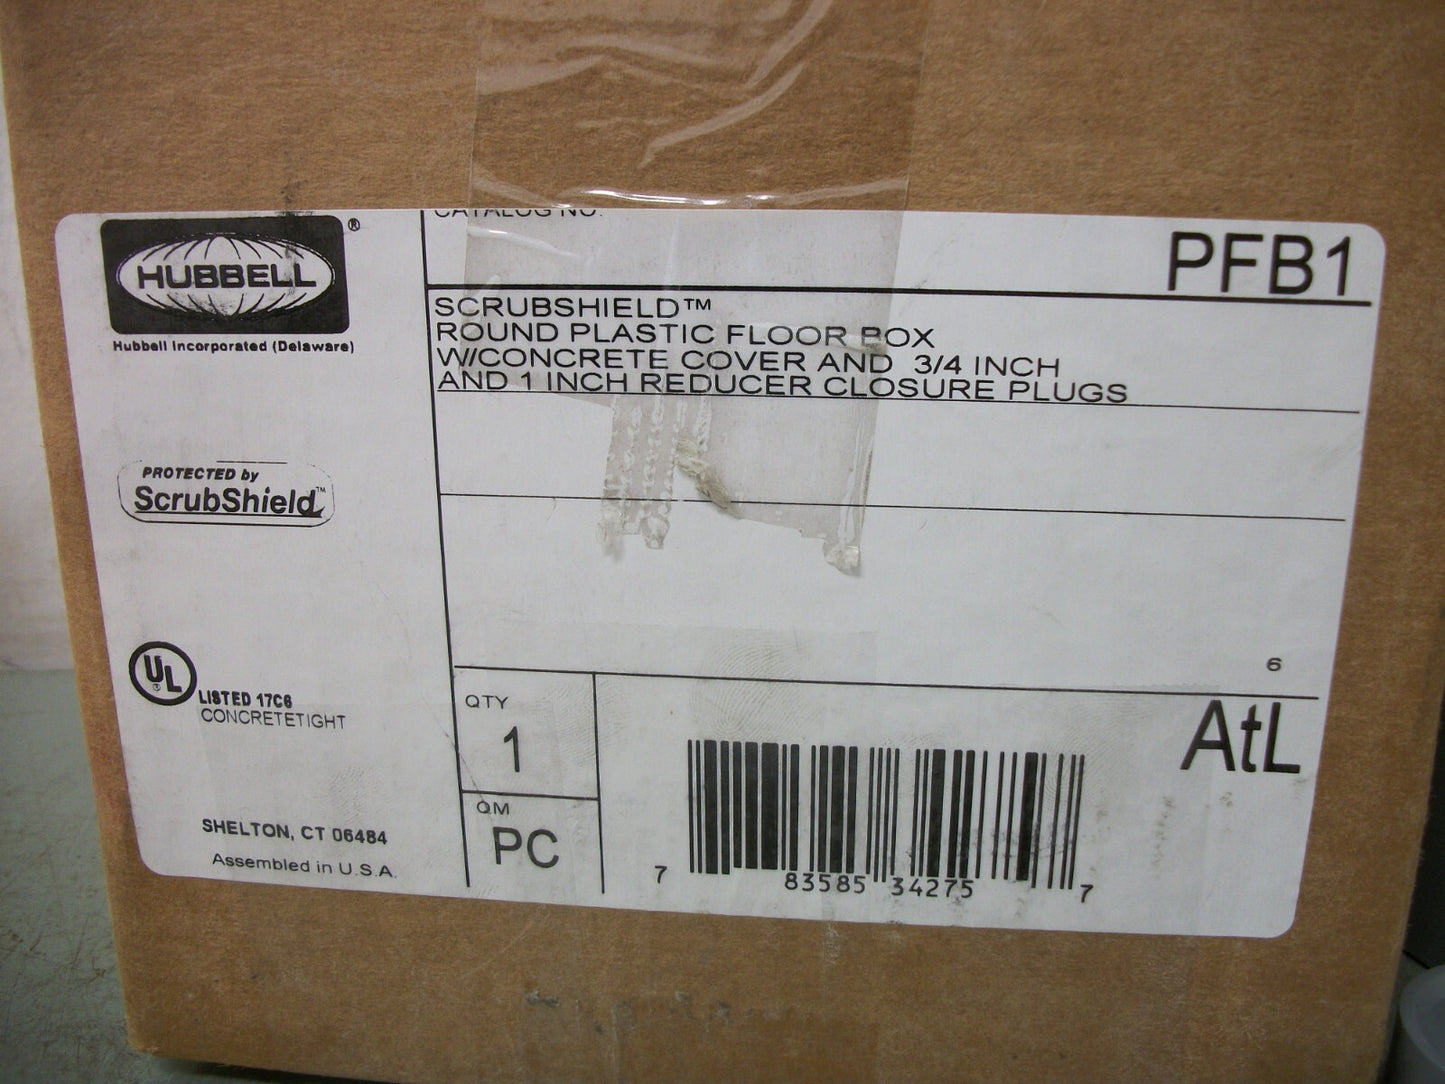 HUBBELL®
Hubbell Incorporated (Delaware)
CATALOG NO.
PFB1
SCRUBSHIELD™
ROUND PLASTIC FLOOR BOX
W/CONCRETE COVER AND 3/4 INCH
AND 1 INCH REDUCER CLOSURE PLUGS
PROTECTED by
ScrubShield™
6
UL®
LISTED 17C6
CONCRETETIGHT
QTY
1
AtL
QM
PC
SHELTON, CT 06484
Assembled in U.S.A.
7 83585 34275 7